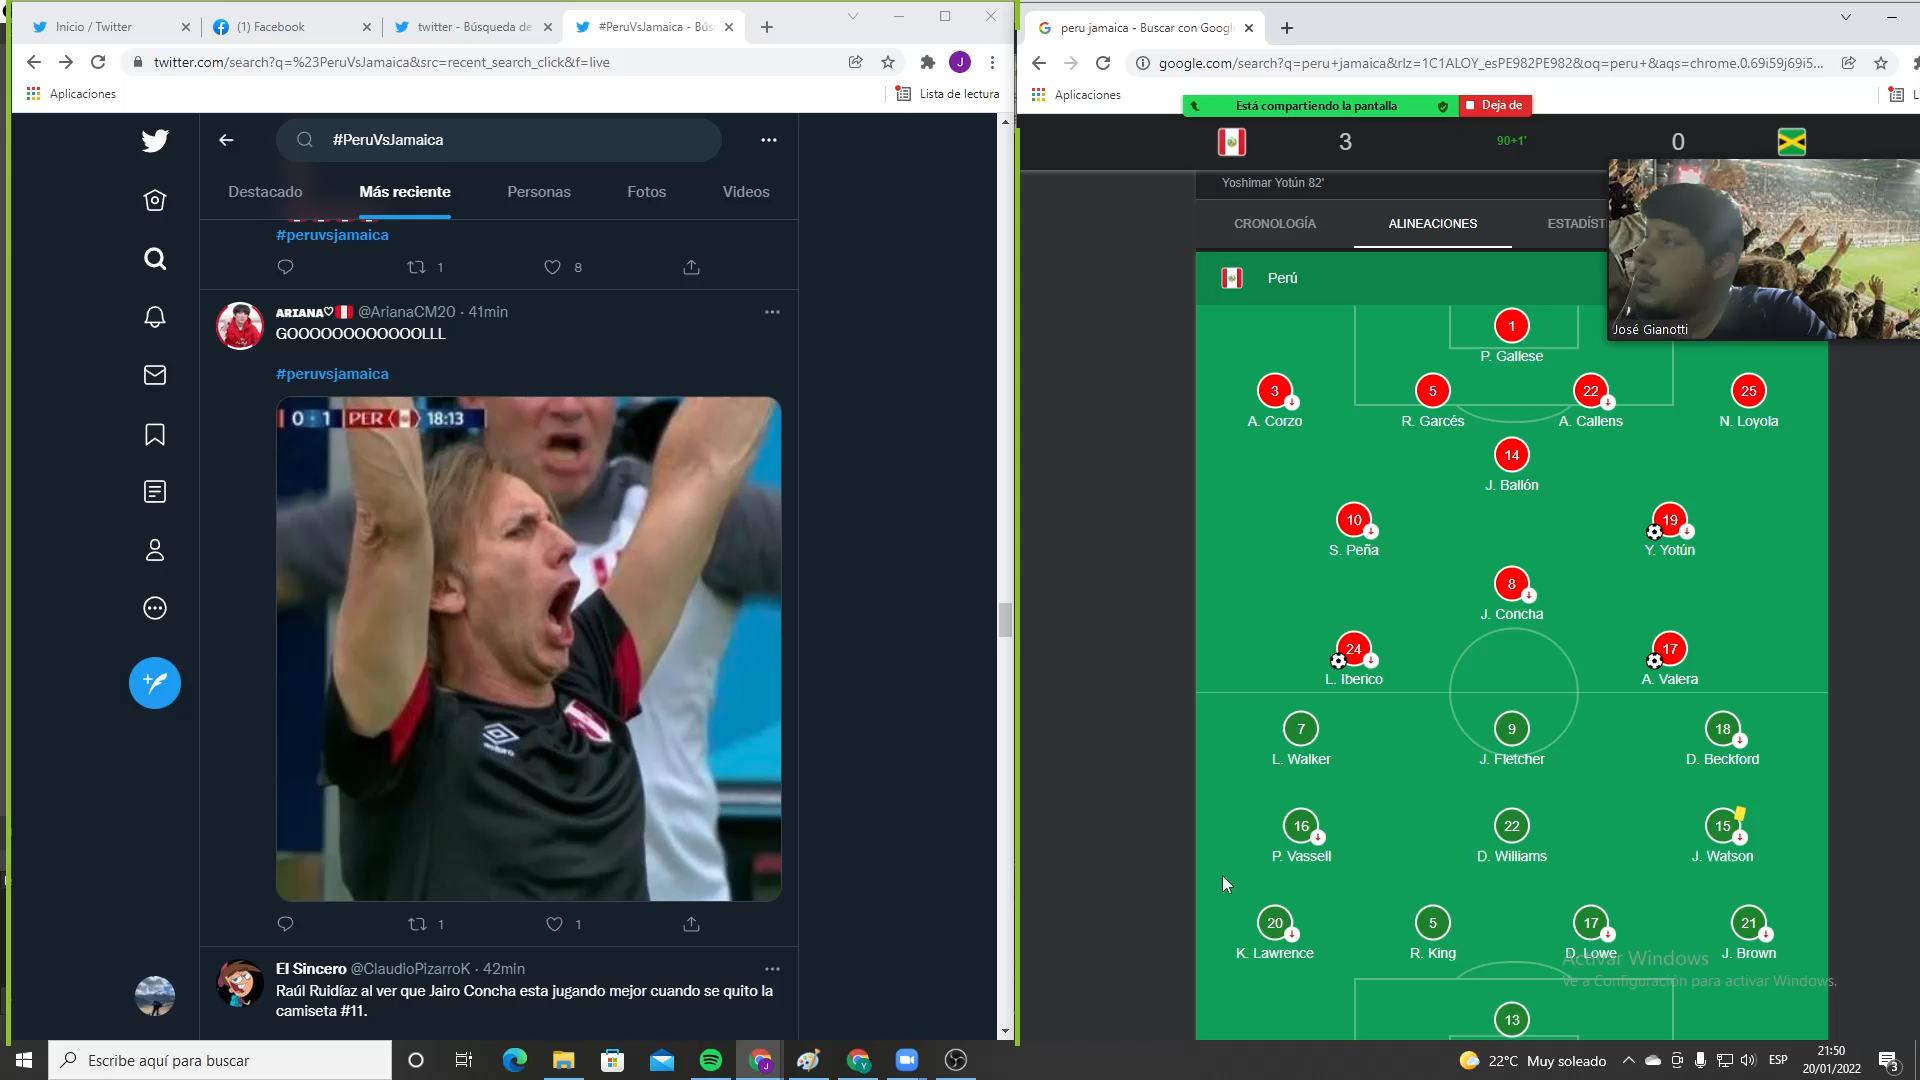 Inicio / Twitter
(1) Facebook
twitter - Búsqueda de
#PeruVsJamaica - Bús
twitter.com/search?q=%23PeruVsJamaica&src=recent_search_click&f=live
J
Aplicaciones
Lista de lectura
#PeruVsJamaica
Destacado
Más reciente
Personas
Fotos
Videos
#peruvsjamaica
1
8
ARIANA♡🇵🇪 @ArianaCM20 · 41min
GOOOOOOOOOOOOLLL
#peruvsjamaica
0 - 1 PER 18:13
umbro
1
1
El Sincero @ClaudioPizarroK · 42min
Raúl Ruidíaz al ver que Jairo Concha esta jugando mejor cuando se quito la
camiseta #11.
peru jamaica - Buscar con Googl
google.com/search?q=peru+jamaica&rlz=1C1ALOY_esPE982PE982&oq=peru+&aqs=chrome.0.69i59j69i5...
Aplicaciones
L
Está compartiendo la pantalla
Deja de
3
90+1'
0
Yoshimar Yotún 82'
CRONOLOGÍA
ALINEACIONES
ESTADÍST
José Gianotti
Perú
1
P. Gallese
3
5
22
25
A. Corzo
R. Garcés
A. Callens
N. Loyola
14
J. Ballón
10
19
S. Peña
Y. Yotún
8
J. Concha
24
17
L. Iberico
A. Valera
7
9
18
L. Walker
J. Fletcher
D. Beckford
16
22
15
P. Vassell
D. Williams
J. Watson
20
5
17
21
K. Lawrence
R. King
D. Lowe
J. Brown
Activar Windows
Ve a Configuración para activar Windows.
13
Escribe aquí para buscar
22°C Muy soleado
ESP
21:50
20/01/2022
3